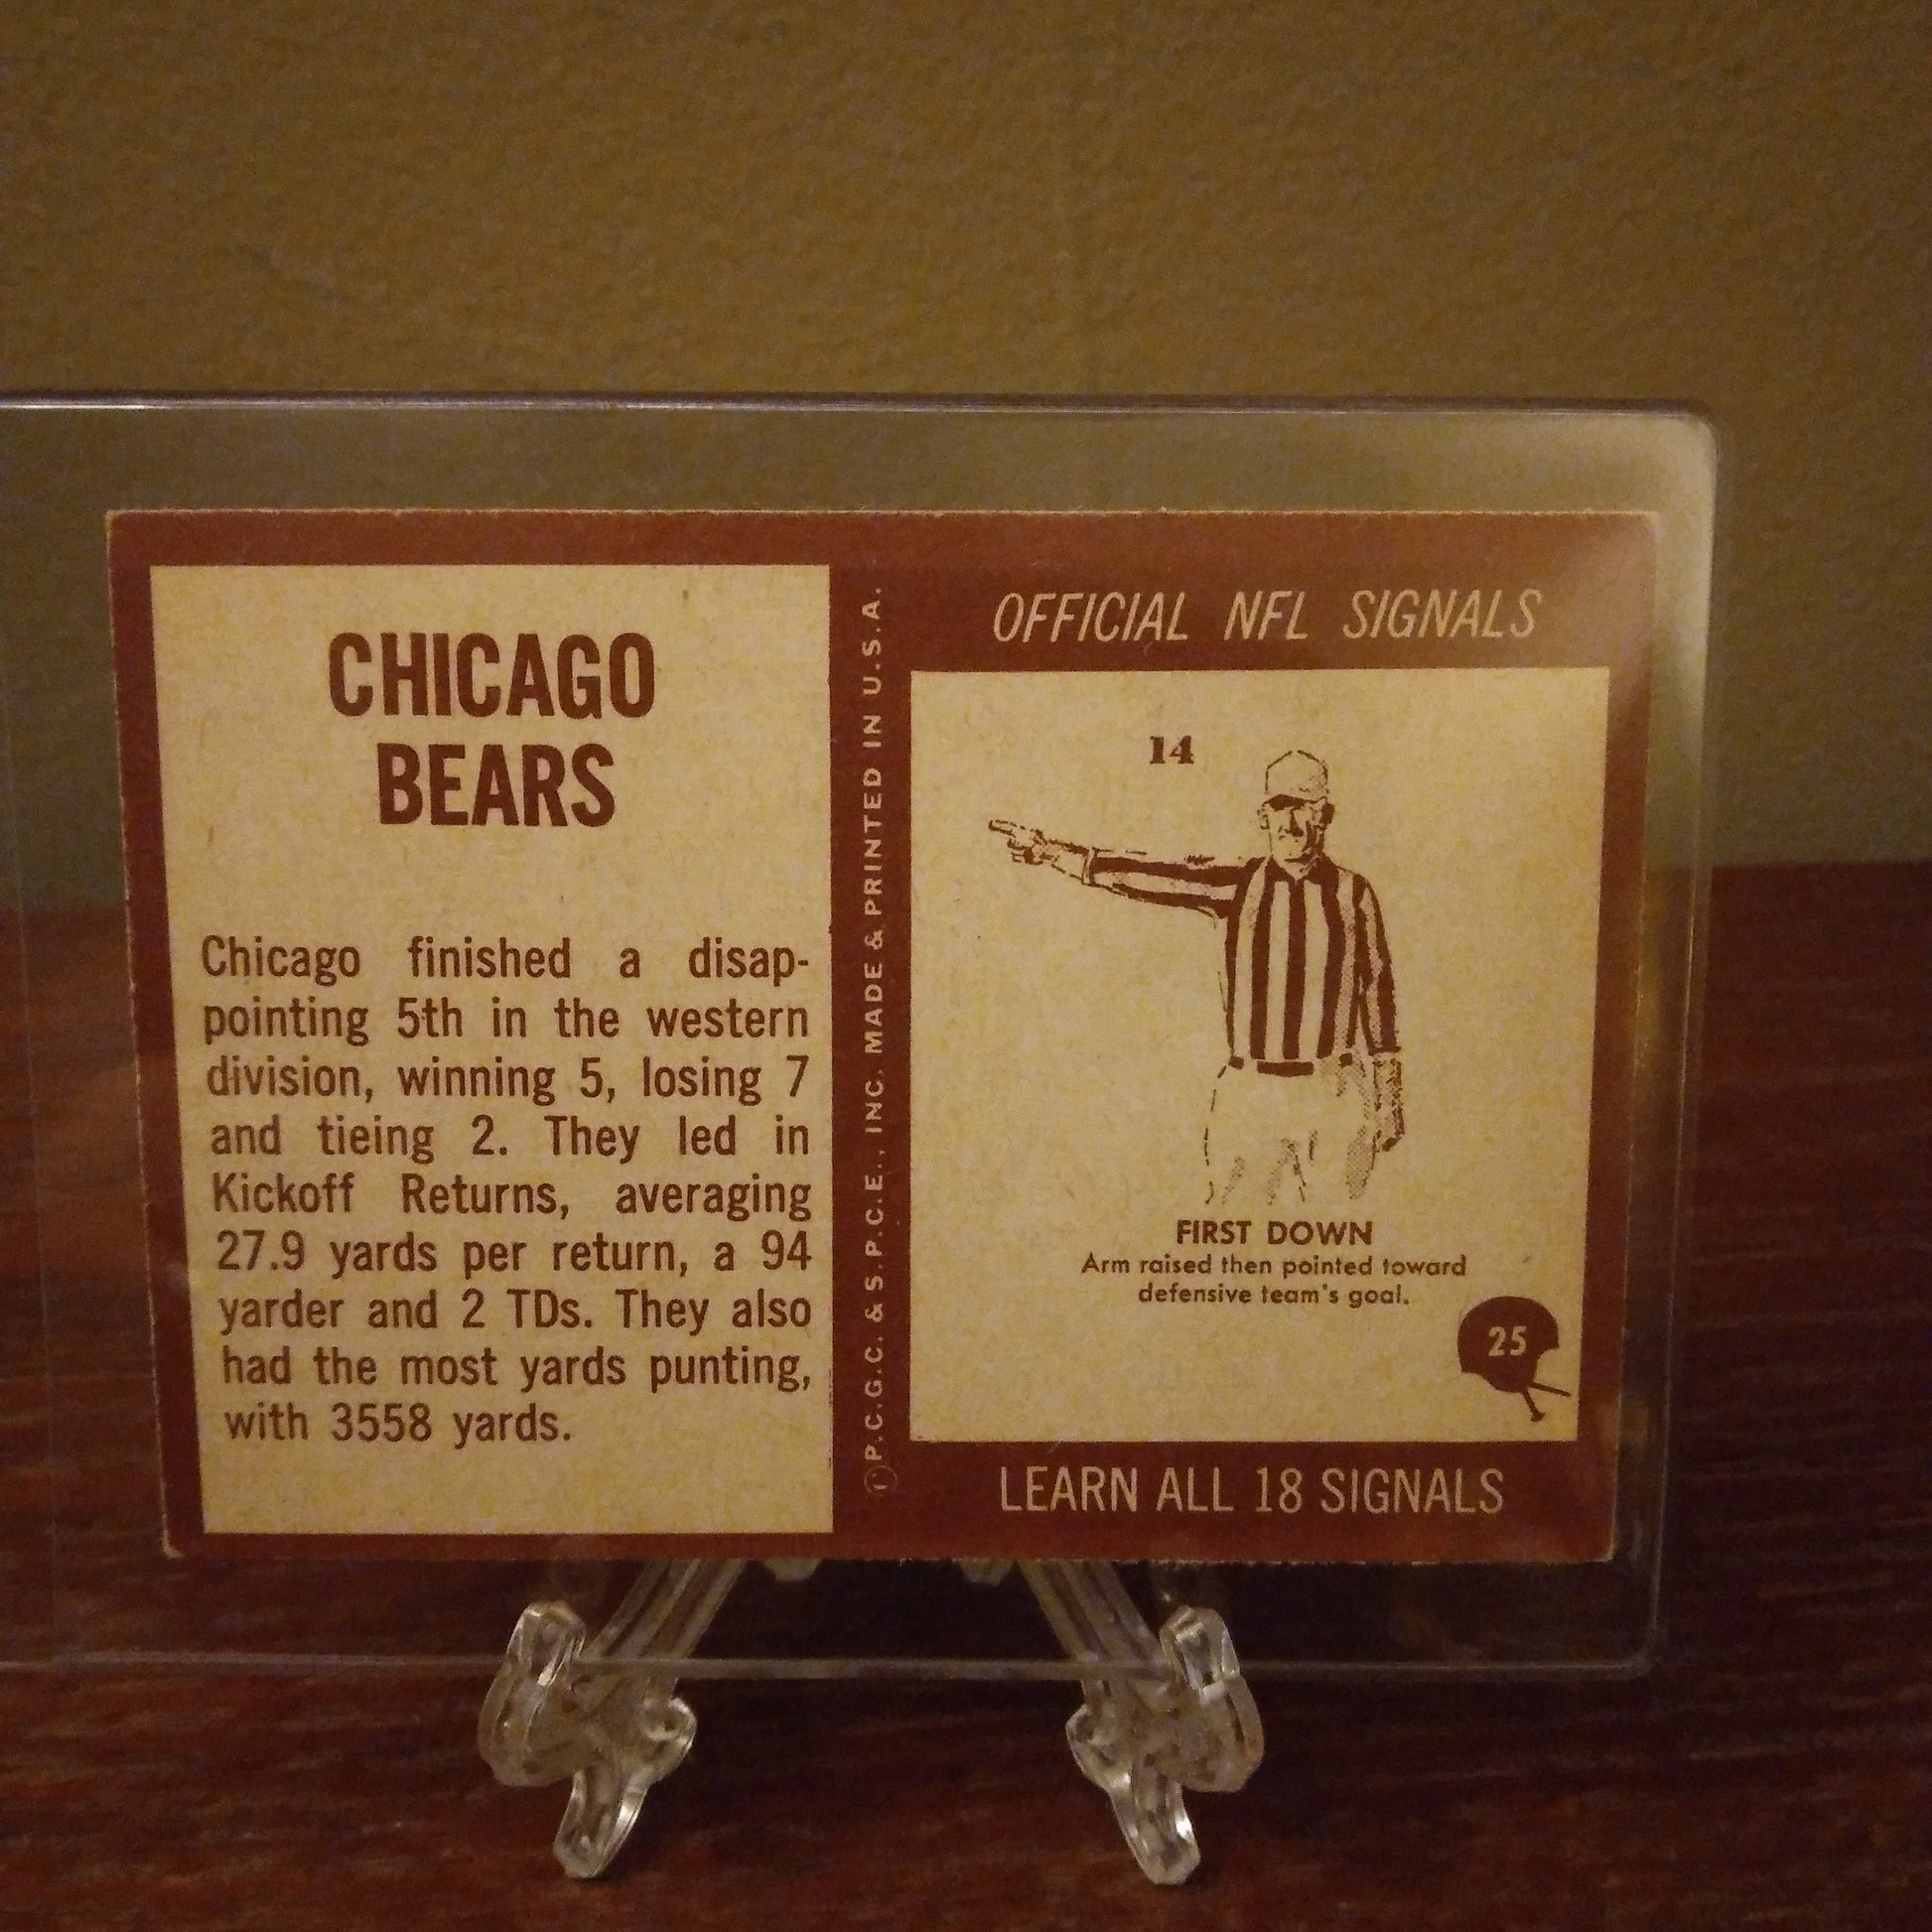 CHICAGO
BEARS
Chicago finished a disap-
pointing 5th in the western
division, winning 5, losing 7
and tieing 2. They led in
Kickoff Returns, averaging
27.9 yards per return, a 94
yarder and 2 TDs. They also
had the most yards punting,
with 3558 yards.
©P.C.G.C. & S.P.C.E., INC. MADE & PRINTED IN U.S.A.
OFFICIAL NFL SIGNALS
14
FIRST DOWN
Arm raised then pointed toward
defensive team's goal.
25
LEARN ALL 18 SIGNALS